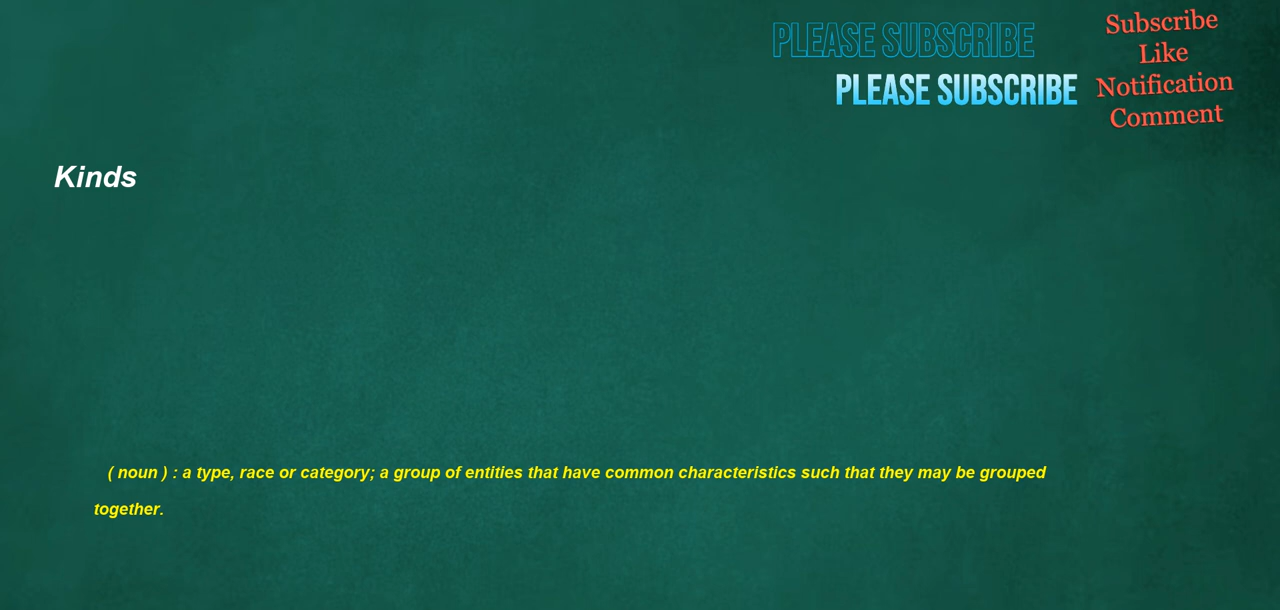 PLEASE SUBSCRIBE
PLEASE SUBSCRIBE
Subscribe
Like
Notification
Comment
Kinds
( noun ) : a type, race or category; a group of entities that have common characteristics such that they may be grouped
together.